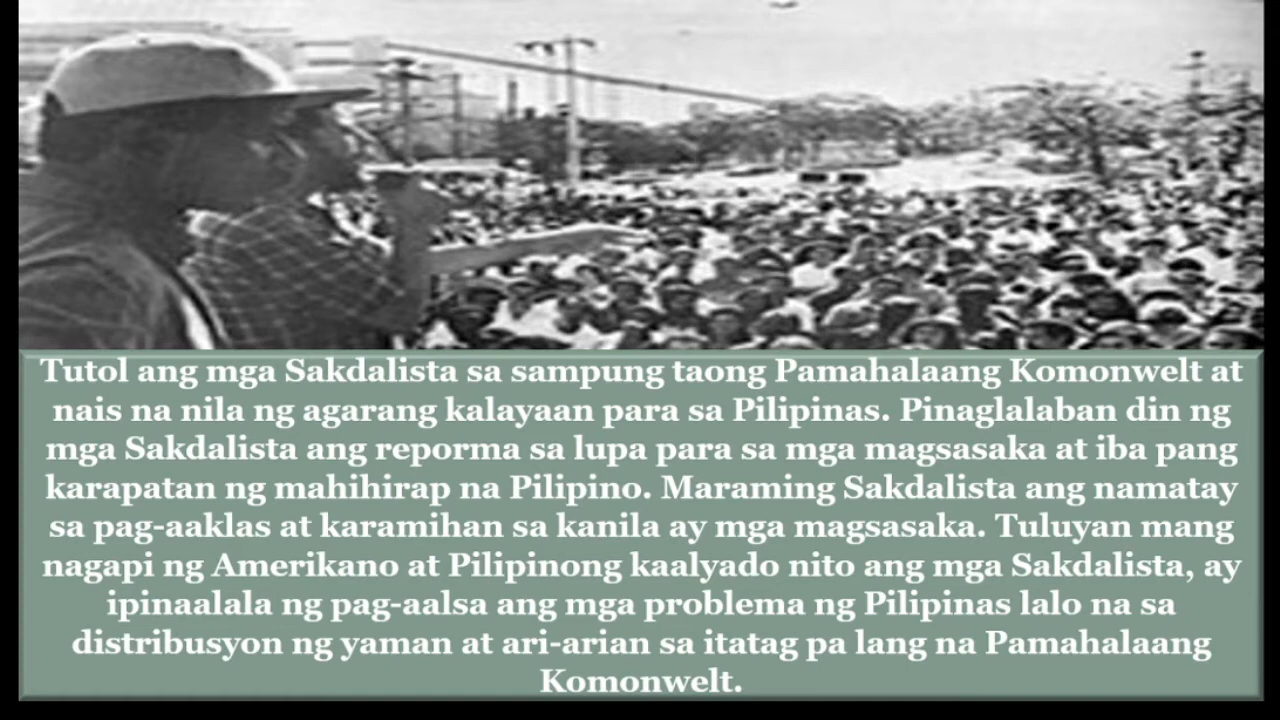 Tutol ang mga Sakdalista sa sampung taong Pamahalaang Komonwelt at
nais na nila ng agarang kalayaan para sa Pilipinas. Pinaglalaban din ng
mga Sakdalista ang reporma sa lupa para sa mga magsasaka at iba pang
karapatan ng mahihirap na Pilipino. Maraming Sakdalista ang namatay
sa pag-aaklas at karamihan sa kanila ay mga magsasaka. Tuluyan mang
nagapi ng Amerikano at Pilipinong kaalyado nito ang mga Sakdalista, ay
ipinaalala ng pag-aalsa ang mga problema ng Pilipinas lalo na sa
distribusyon ng yaman at ari-arian sa itatag pa lang na Pamahalaang
Komonwelt.